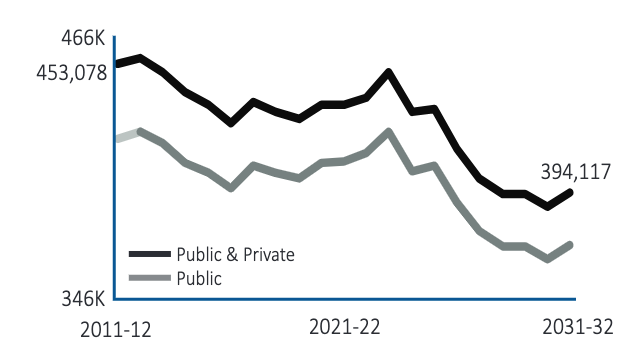 466K
453,078
394,117
Public & Private
Public
346K
2011-12
2021-22
2031-32